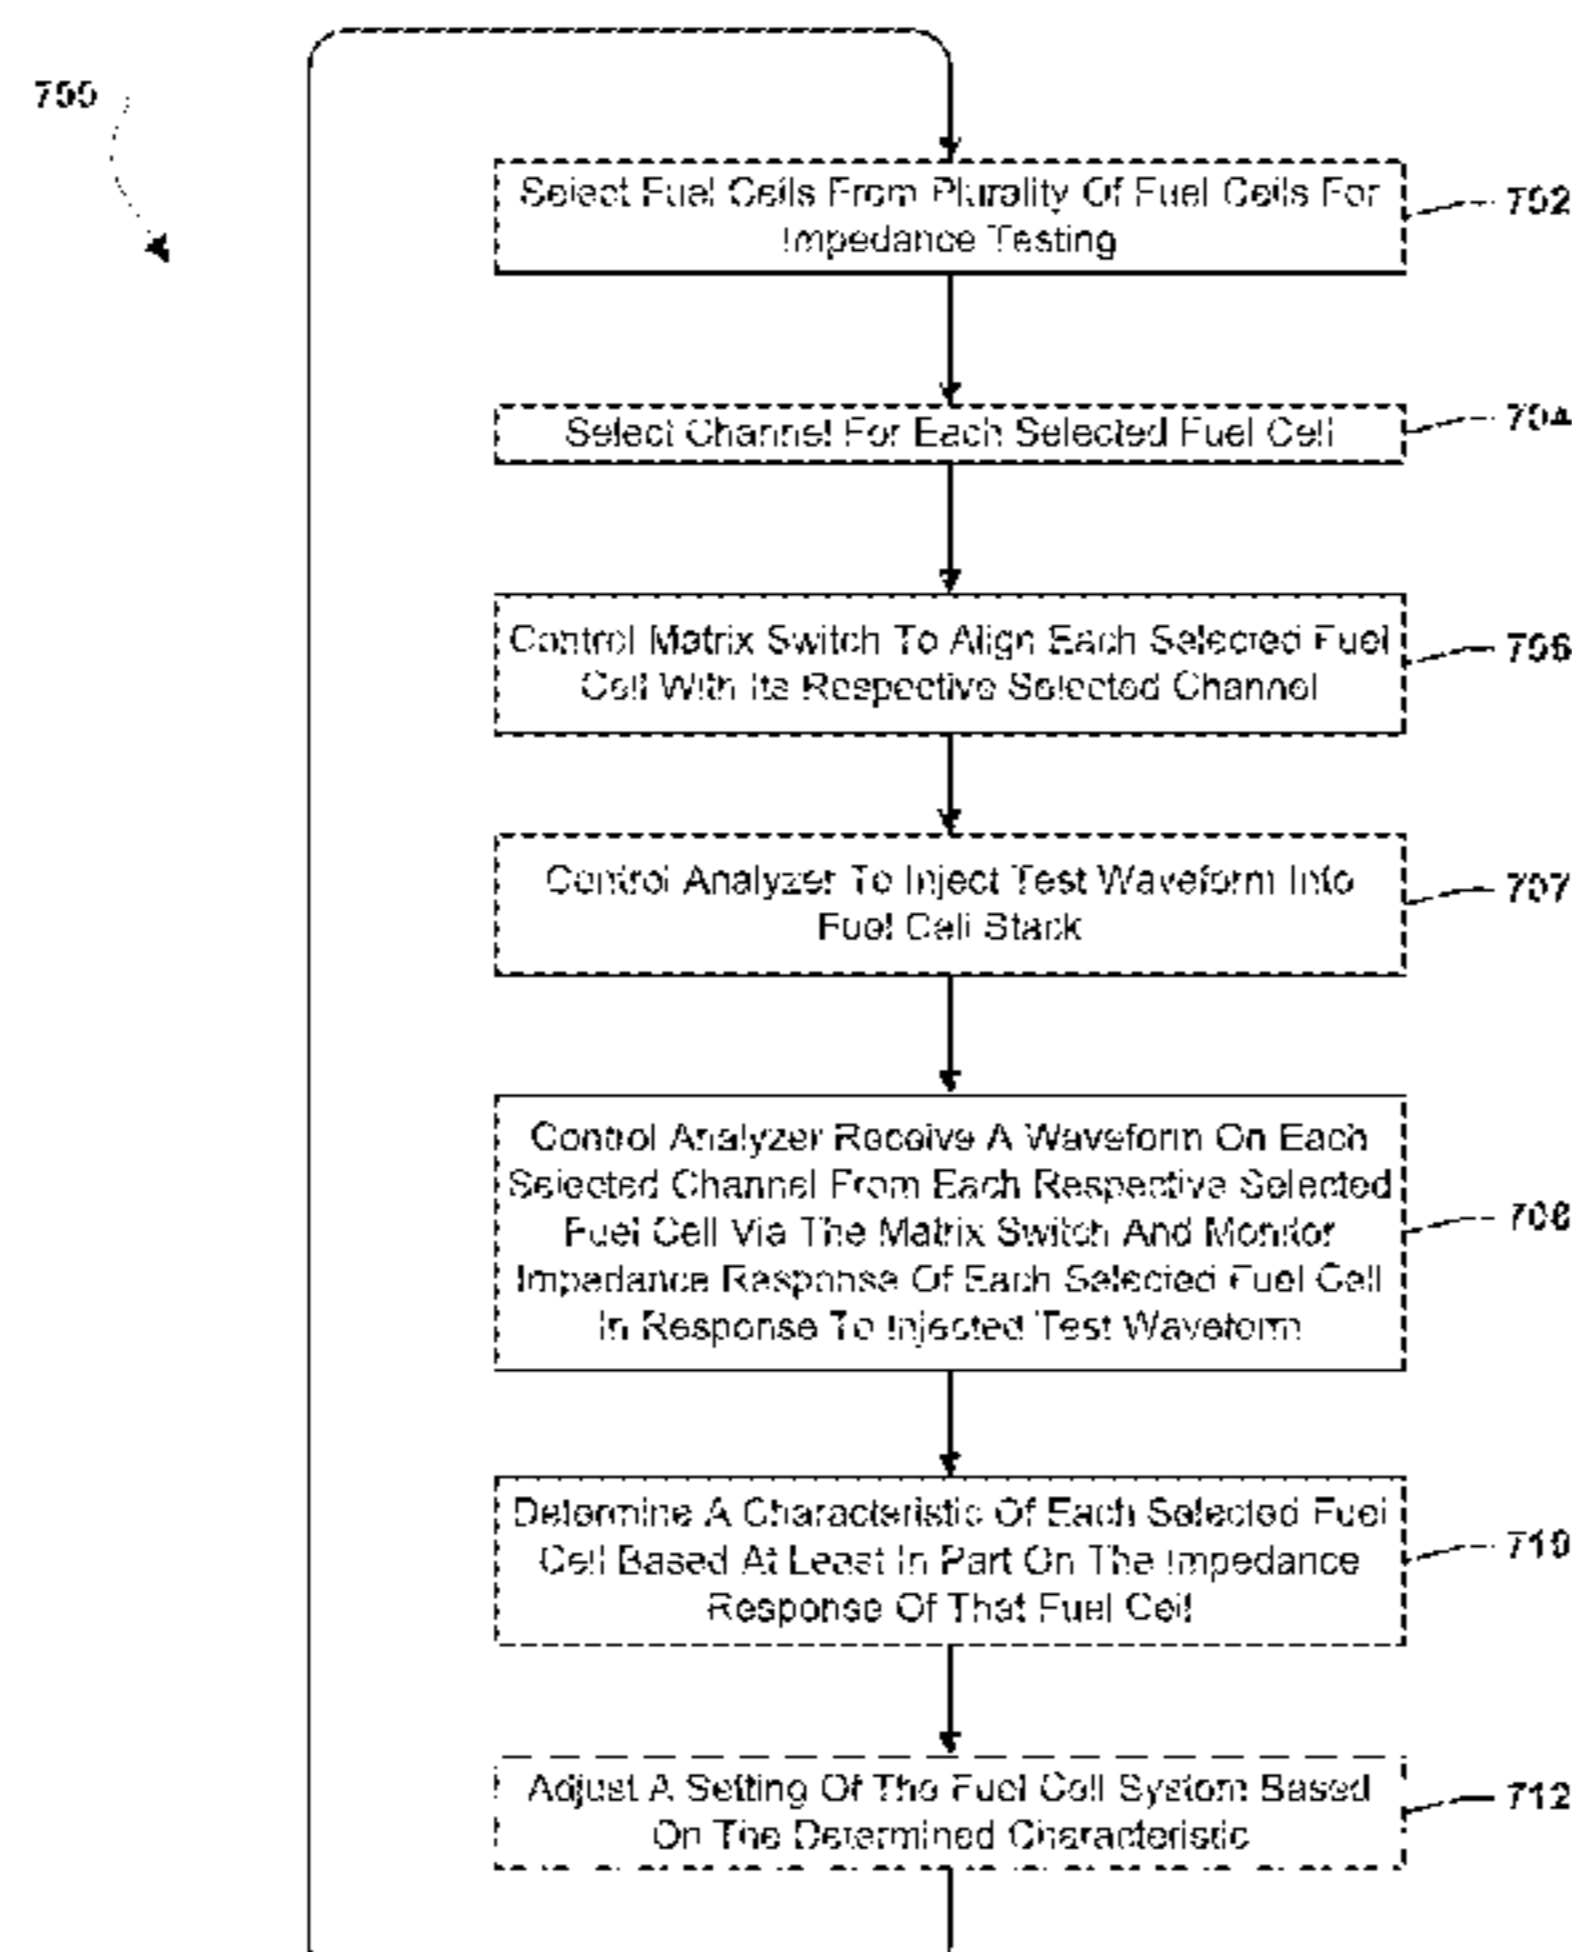 700
Select Fuel Cells From Plurality Of Fuel Cells For
Impedance Testing
702
Select Channel For Each Selected Fuel Cell
704
Control Matrix Switch To Align Each Selected Fuel
Cell With Its Respective Selected Channel
706
Control Analyzer To Inject Test Waveform Into
Fuel Cell Stack
707
Control Analyzer Receive A Waveform On Each
Selected Channel From Each Respective Selected
Fuel Cell Via The Matrix Switch And Monitor
Impedance Response Of Each Selected Fuel Cell
In Response To Injected Test Waveform
708
Determine A Characteristic Of Each Selected Fuel
Cell Based At Least In Part On The Impedance
Response Of That Fuel Cell
710
Adjust A Setting Of The Fuel Cell System Based
On The Determined Characteristic
712